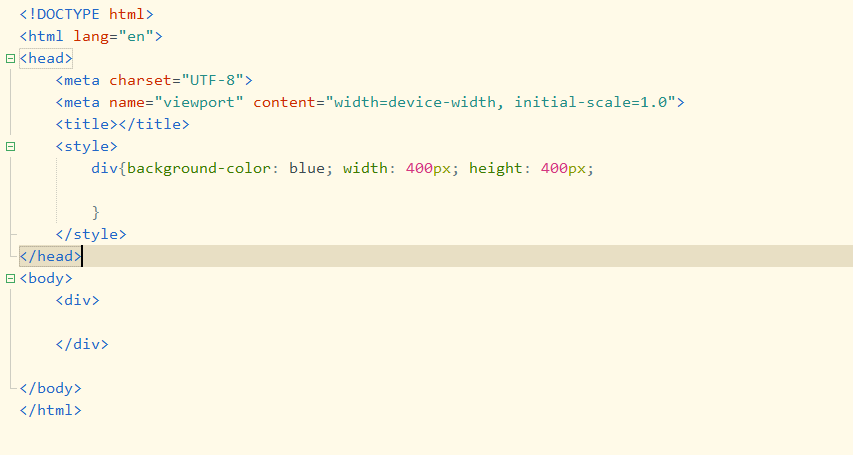 <!DOCTYPE html>
<html lang="en">
<head>
    <meta charset="UTF-8">
    <meta name="viewport" content="width=device-width, initial-scale=1.0">
    <title></title>
    <style>
        div{background-color: blue; width: 400px; height: 400px;
        }
    </style>
</head>
<body>
    <div>
    </div>
</body>
</html>